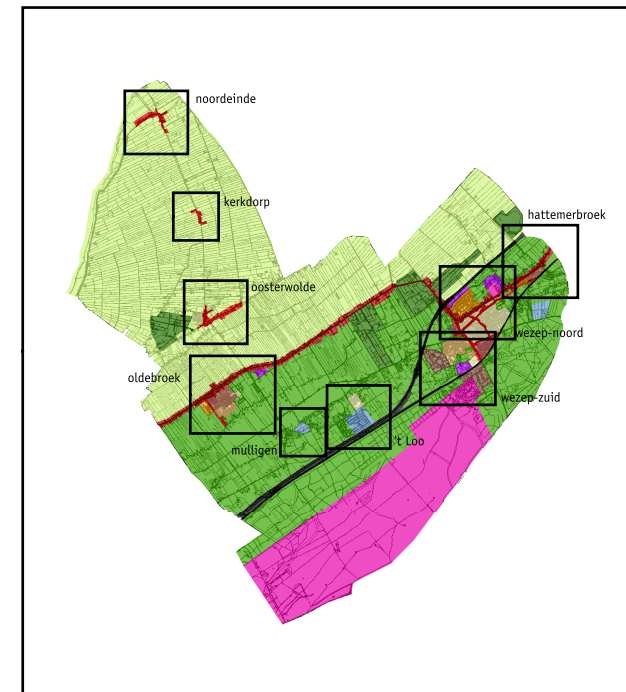 noordeinde
kerkdorp
hattemerbroek
oosterwolde
wezep-noord
oldebroek
wezep-zuid
't Loo
mulligen